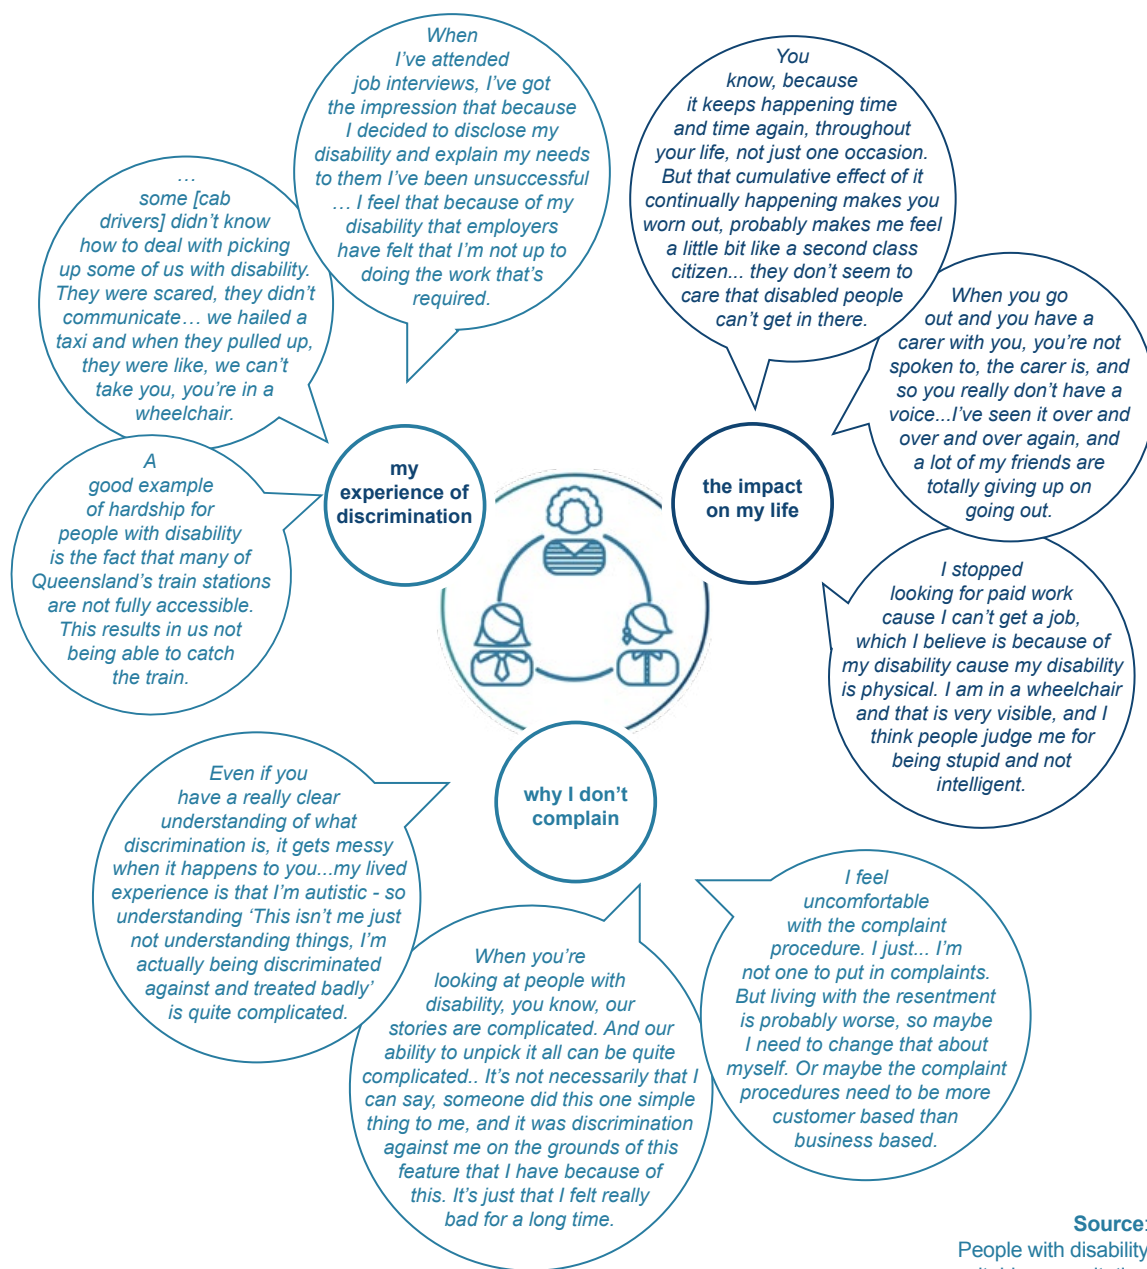 When
I've attended
job interviews, I've got
the impression that because
I decided to disclose my
disability and explain my needs
to them I've been unsuccessful
… I feel that because of my
disability that employers
have felt that I'm not up to
doing the work that's
required.
…
some [cab
drivers] didn't know
how to deal with picking
up some of us with disability.
They were scared, they didn't
communicate… we hailed a
taxi and when they pulled up,
they were like, we can't
take you, you're in a
wheelchair.
A
good example
of hardship for
people with disability
is the fact that many of
Queensland's train stations
are not fully accessible.
This results in us not
being able to catch
the train.
my
experience of
discrimination
You
know, because
it keeps happening time
and time again, throughout
your life, not just one occasion.
But that cumulative effect of it
continually happening makes you
worn out, probably makes me feel
a little bit like a second class
citizen... they don't seem to
care that disabled people
can't get in there.
When you go
out and you have a
carer with you, you're not
spoken to, the carer is, and
so you really don't have a
voice...I've seen it over and
over and over again, and
a lot of my friends are
totally giving up on
going out.
I stopped
looking for paid work
cause I can't get a job,
which I believe is because of
my disability cause my disability
is physical. I am in a wheelchair
and that is very visible, and I
think people judge me for
being stupid and not
intelligent.
the impact
on my life
why I don't
complain
Even if you
have a really clear
understanding of what
discrimination is, it gets messy
when it happens to you...my lived
experience is that I'm autistic - so
understanding 'This isn't me just
not understanding things, I'm
actually being discriminated
against and treated badly'
is quite complicated.
When you're
looking at people with
disability, you know, our
stories are complicated. And our
ability to unpick it all can be quite
complicated.. It's not necessarily that I
can say, someone did this one simple
thing to me, and it was discrimination
against me on the grounds of this
feature that I have because of
this. It's just that I felt really
bad for a long time.
I feel
uncomfortable
with the complaint
procedure. I just... I'm
not one to put in complaints.
But living with the resentment
is probably worse, so maybe
I need to change that about
myself. Or maybe the complaint
procedures need to be more
customer based than
business based.
Source:
People with disability